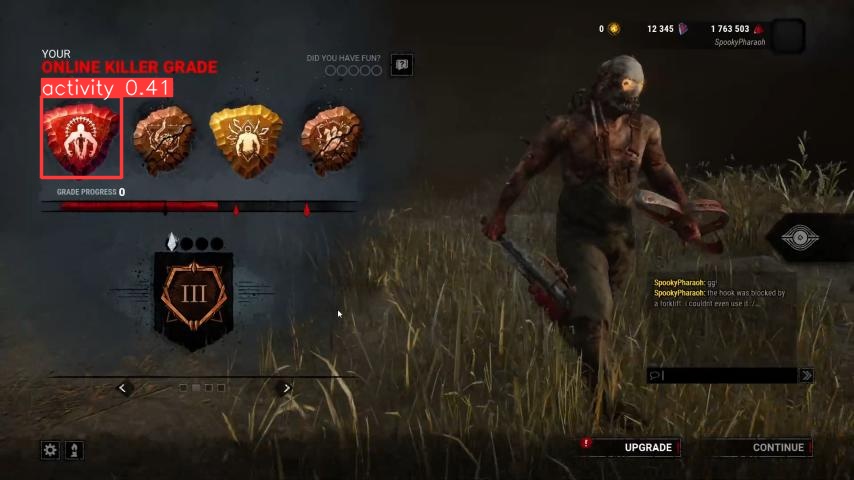 YOUR
ONLINE KILLER GRADE
activity 0.41
DID YOU HAVE FUN?
0 12 345 1 763 503
SpookyPharaoh
GRADE PROGRESS 0
III
SpookyPharaoh: gg!
SpookyPharaoh: the hook was blocked by
a forklift. i couldnt even use it :/
UPGRADE
CONTINUE